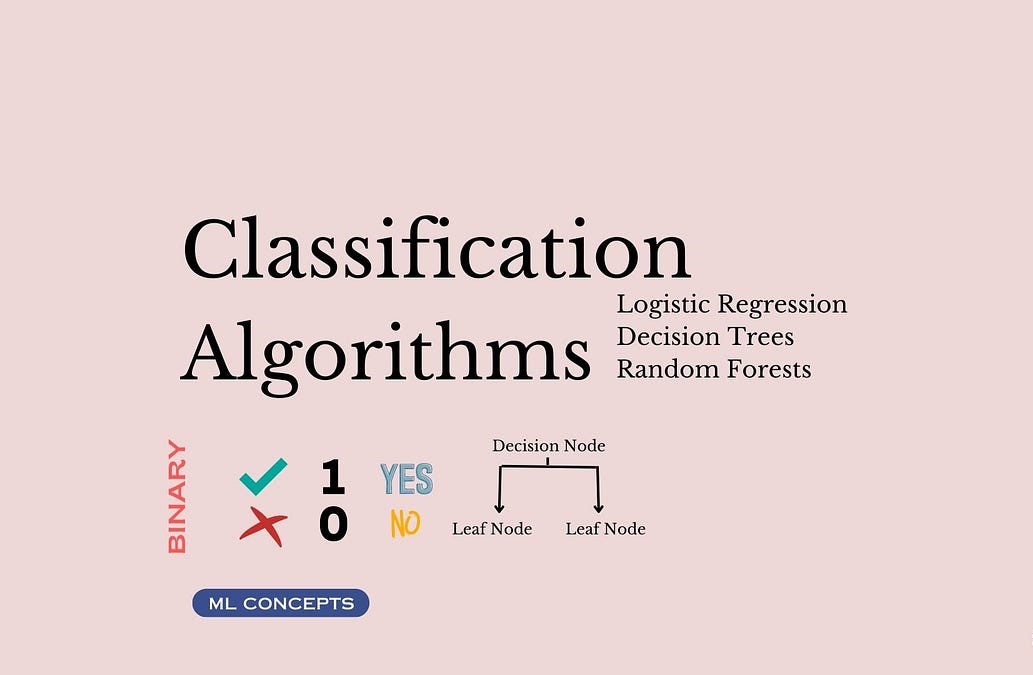 Classification
Algorithms
Logistic Regression
Decision Trees
Random Forests
BINARY
1
0
YES
NO
Decision Node
Leaf Node Leaf Node
ML CONCEPTS